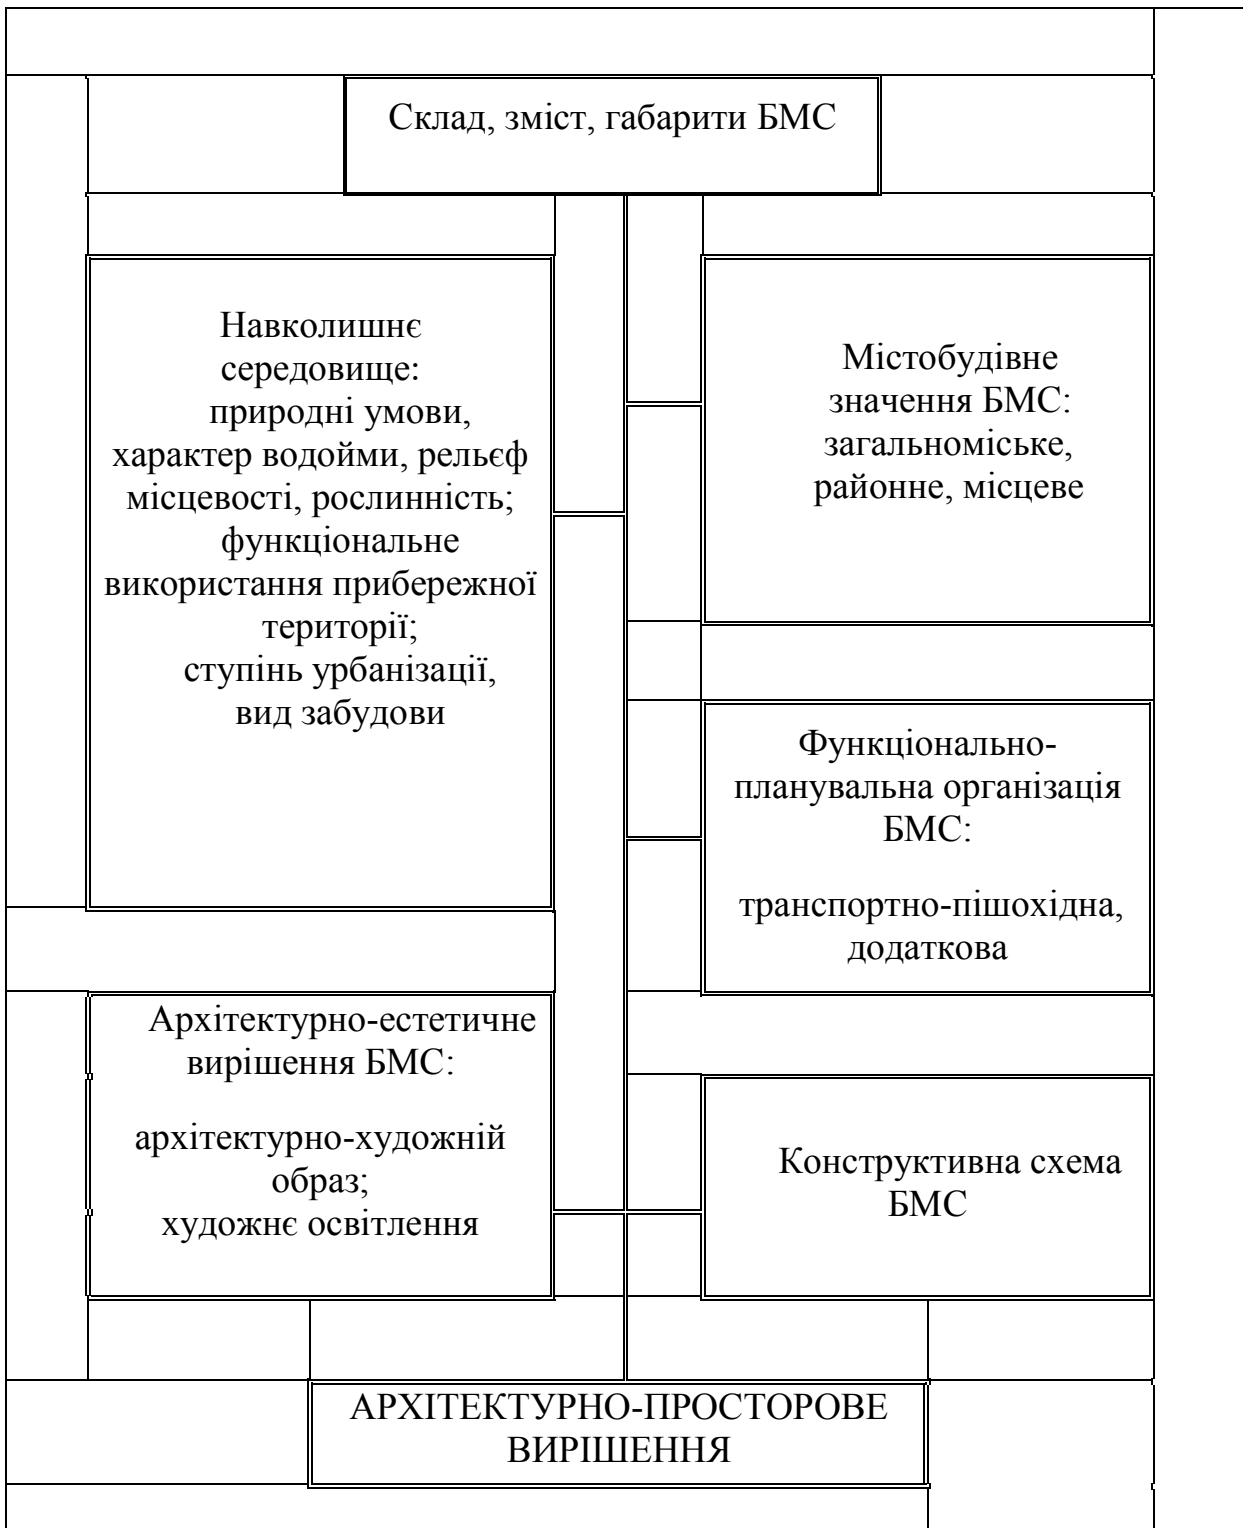 Склад, зміст, габарити БМС
Навколишнє
середовище:
природні умови,
характер водойми, рельєф
місцевості, рослинність;
функціональне
використання прибережної
території;
ступінь урбанізації,
вид забудови
Містобудівне
значення БМС:
загальноміське,
районне, місцеве
Функціонально-
планувальна організація
БМС:
транспортно-пішохідна,
додаткова
Архітектурно-естетичне
вирішення БМС:
архітектурно-художній
образ;
художнє освітлення
Конструктивна схема
БМС
АРХІТЕКТУРНО-ПРОСТОРОВЕ
ВИРІШЕННЯ